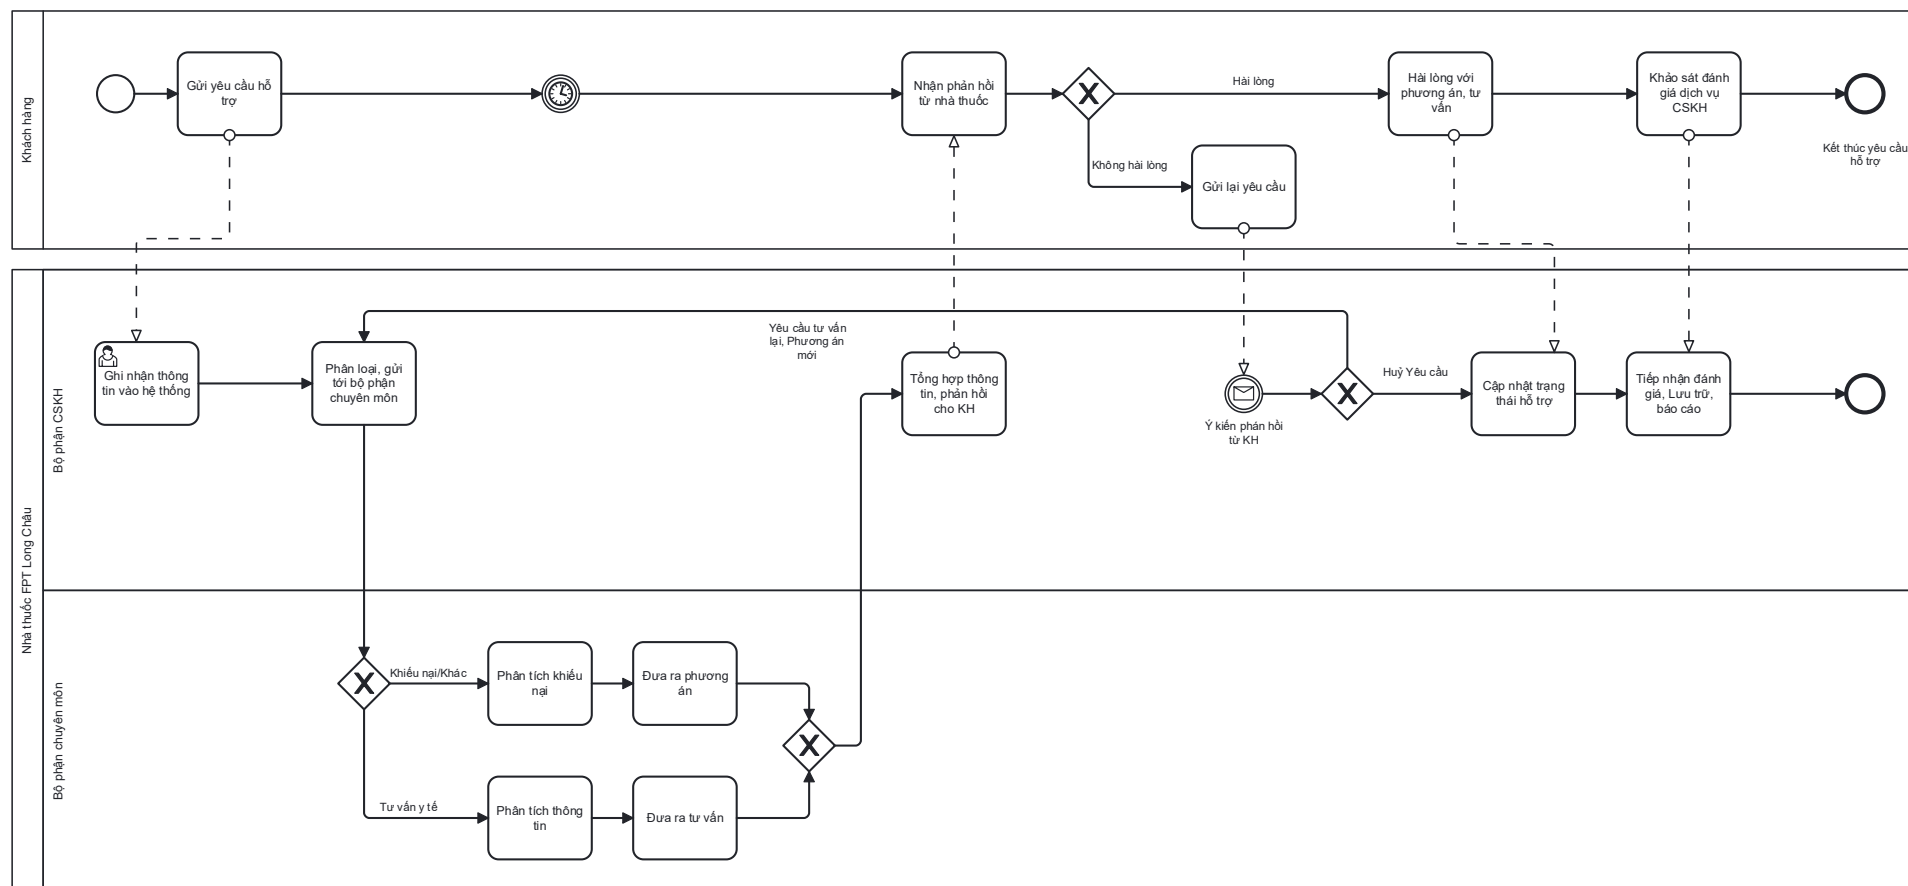 Khách hàng
Gửi yêu cầu hỗ
trợ
Nhận phản hồi
từ nhà thuốc
Hài lòng
Không hài lòng
Gửi lại yêu cầu
Hài lòng với
phương án, tư
vấn
Khảo sát đánh
giá dịch vụ
CSKH
Kết thúc yêu cầu
hỗ trợ
Nhà thuốc FPT Long Châu
Bộ phận CSKH
Ghi nhận thông
tin vào hệ thống
Phân loại, gửi
tới bộ phận
chuyên môn
Yêu cầu tư vấn
lại, Phương án
mới
Tổng hợp thông
tin, phản hồi
cho KH
Ý kiến phán hồi
từ KH
Huỷ Yêu cầu
Cập nhật trạng
thái hỗ trợ
Tiếp nhận đánh
giá, Lưu trữ,
báo cáo
Bộ phận chuyên môn
Khiếu nại/Khác
Phân tích khiếu
nại
Đưa ra phương
án
Tư vấn y tế
Phân tích thông
tin
Đưa ra tư vấn